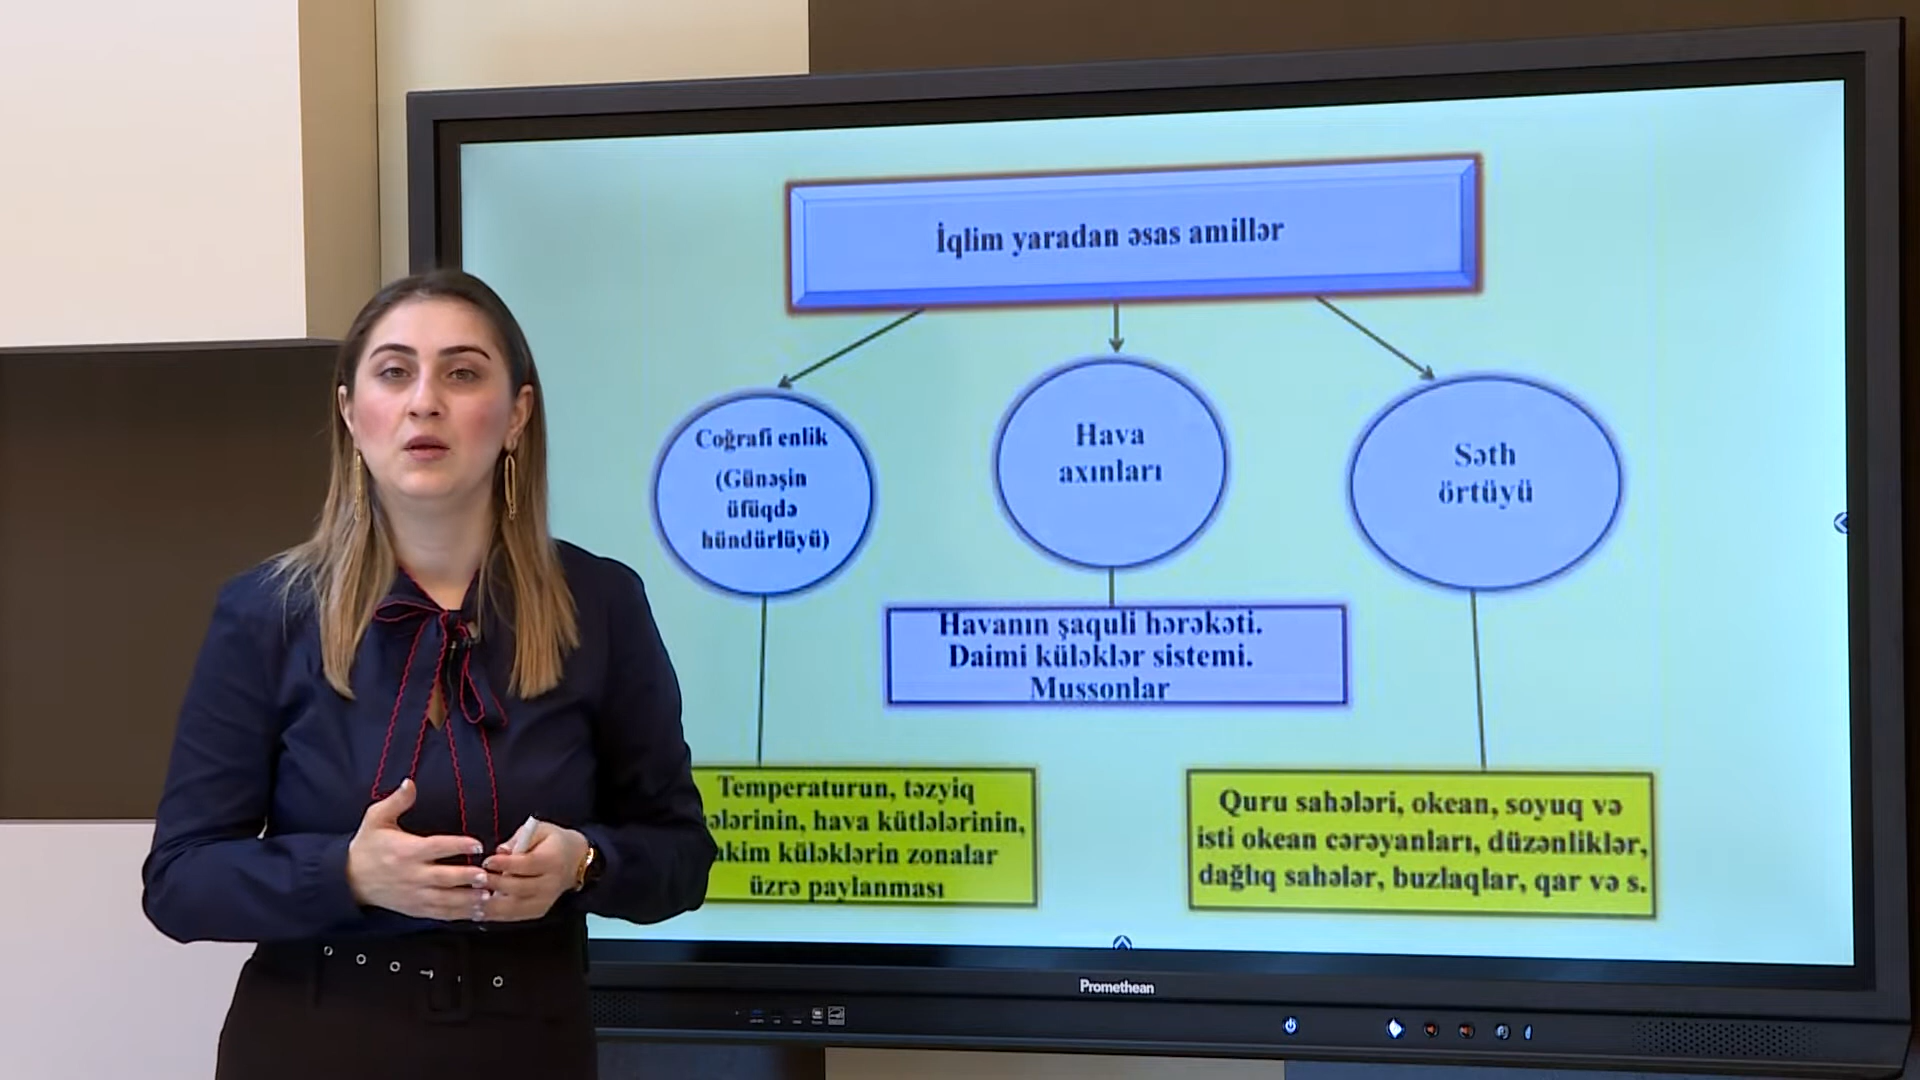 İqlim yaradan əsas amillər
Coğrafi enlik
(Günəşin
üfüqdə
hündürlüyü)
Hava
axınları
Səth
örtüyü
Havanın şaquli hərəkəti.
Daimi küləklər sistemi.
Mussonlar
Temperaturun, təzyiq
hava kütlələrinin,
küləklərin zonalar
üzrə paylanması
Quru sahələri, okean, soyuq və
isti okean cərəyanları, düzənliklər,
dağlıq sahələr, buzlaqlar, qar və s.
Promethean